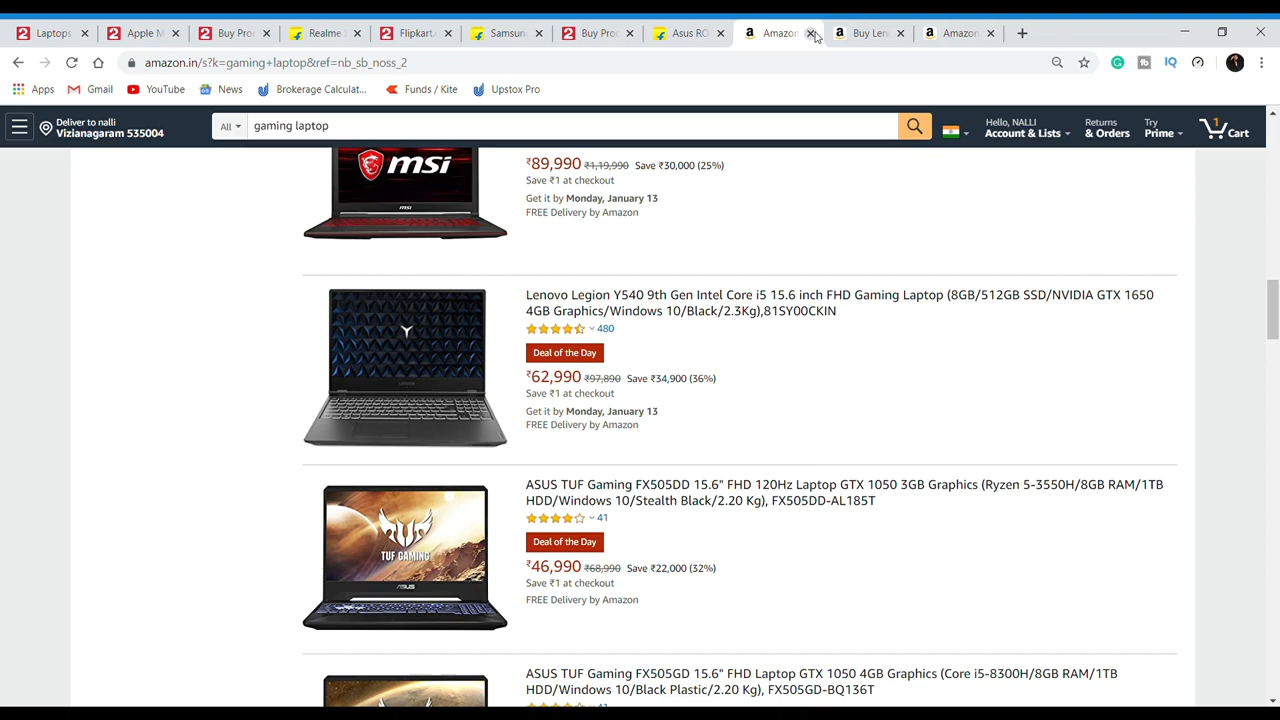 Laptops
Apple M
Buy Pro
Realme
Flipkart.
Samsun
Buy Pro
Asus RO
Amazon
Buy Len
Amazon
amazon.in/s?k=gaming+laptop&ref=nb_sb_noss_2
Apps
Gmail
YouTube
News
Brokerage Calculat...
Funds / Kite
Upstox Pro
Deliver to nalli
Vizianagaram 535004
All
gaming laptop
Hello, NALLI
Account & Lists
Returns
& Orders
Try
Prime
1
Cart
msi
msi
₹89,990 ₹1,19,990 Save ₹30,000 (25%)
Save ₹1 at checkout
Get it by Monday, January 13
FREE Delivery by Amazon
Lenovo Legion Y540 9th Gen Intel Core i5 15.6 inch FHD Gaming Laptop (8GB/512GB SSD/NVIDIA GTX 1650
4GB Graphics/Windows 10/Black/2.3Kg),81SY00CKIN
480
Deal of the Day
₹62,990 ₹97,890 Save ₹34,900 (36%)
Save ₹1 at checkout
Get it by Monday, January 13
FREE Delivery by Amazon
TUF GAMING
ASUS
ASUS TUF Gaming FX505DD 15.6" FHD 120Hz Laptop GTX 1050 3GB Graphics (Ryzen 5-3550H/8GB RAM/1TB
HDD/Windows 10/Stealth Black/2.20 Kg), FX505DD-AL185T
41
Deal of the Day
₹46,990 ₹68,990 Save ₹22,000 (32%)
Save ₹1 at checkout
FREE Delivery by Amazon
ASUS TUF Gaming FX505GD 15.6" FHD Laptop GTX 1050 4GB Graphics (Core i5-8300H/8GB RAM/1TB
HDD/Windows 10/Black Plastic/2.20 Kg), FX505GD-BQ136T